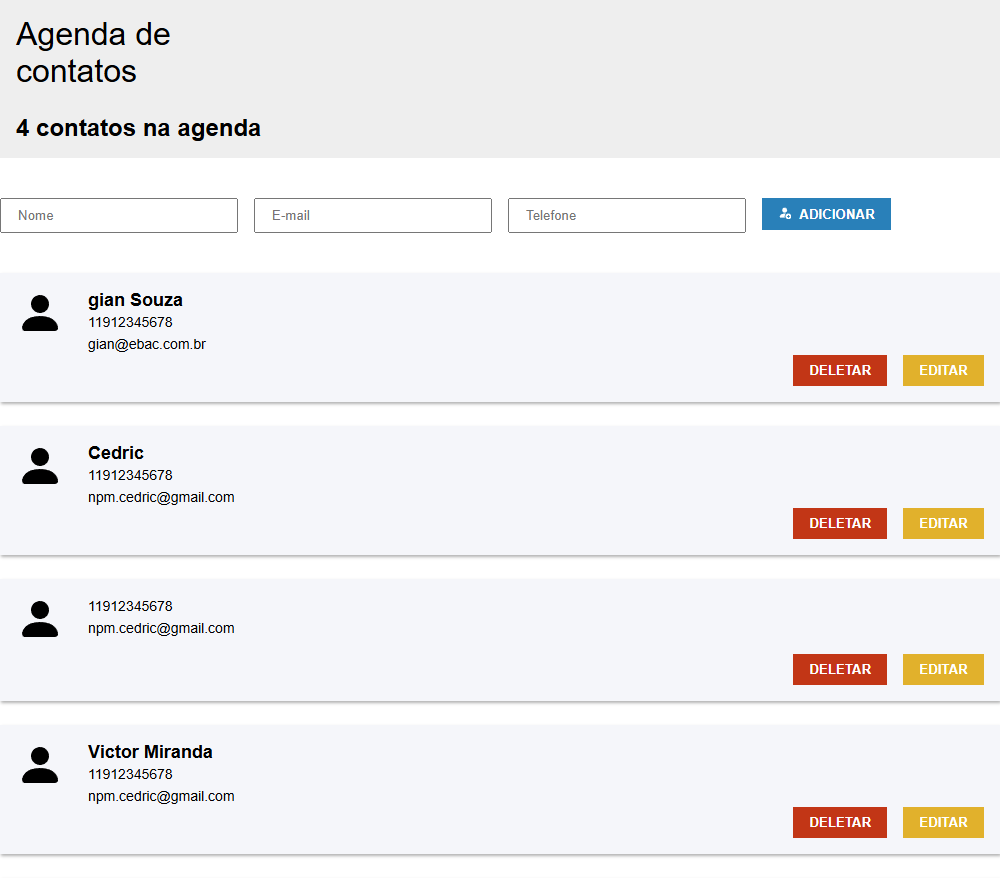 Agenda de
contatos
4 contatos na agenda
Nome E-mail Telefone ADICIONAR
gian Souza
11912345678
gian@ebac.com.br
DELETAR EDITAR
Cedric
11912345678
npm.cedric@gmail.com
DELETAR EDITAR
11912345678
npm.cedric@gmail.com
DELETAR EDITAR
Victor Miranda
11912345678
npm.cedric@gmail.com
DELETAR EDITAR